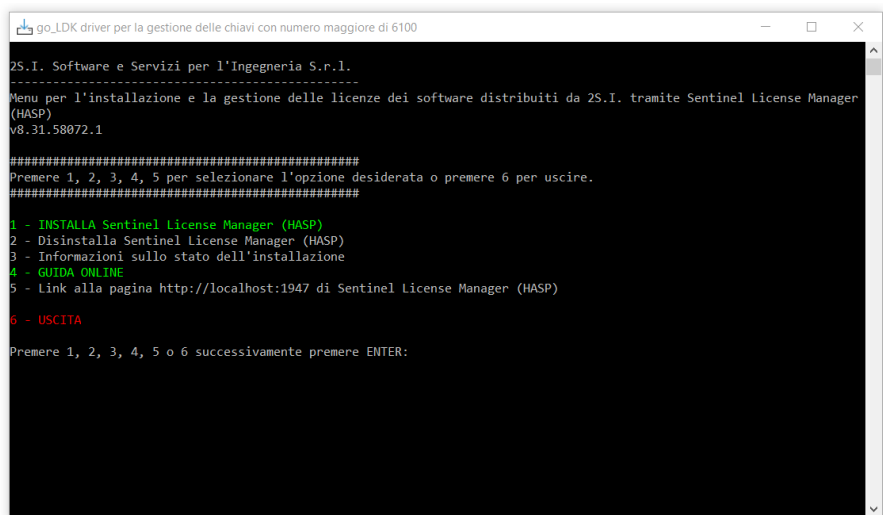 go_LDK driver per la gestione delle chiavi con numero maggiore di 6100
2S.I. Software e Servizi per l'Ingegneria S.r.l.
-------------------------------------------------
Menu per l'installazione e la gestione delle licenze dei software distribuiti da 2S.I. tramite Sentinel License Manager
(HASP)
v8.31.58072.1
#################################################
Premere 1, 2, 3, 4, 5 per selezionare l'opzione desiderata o premere 6 per uscire.
#################################################
1 - INSTALLA Sentinel License Manager (HASP)
2 - Disinstalla Sentinel License Manager (HASP)
3 - Informazioni sullo stato dell'installazione
4 - GUIDA ONLINE
5 - Link alla pagina http://localhost:1947 di Sentinel License Manager (HASP)
6 - USCITA
Premere 1, 2, 3, 4, 5 o 6 successivamente premere ENTER: